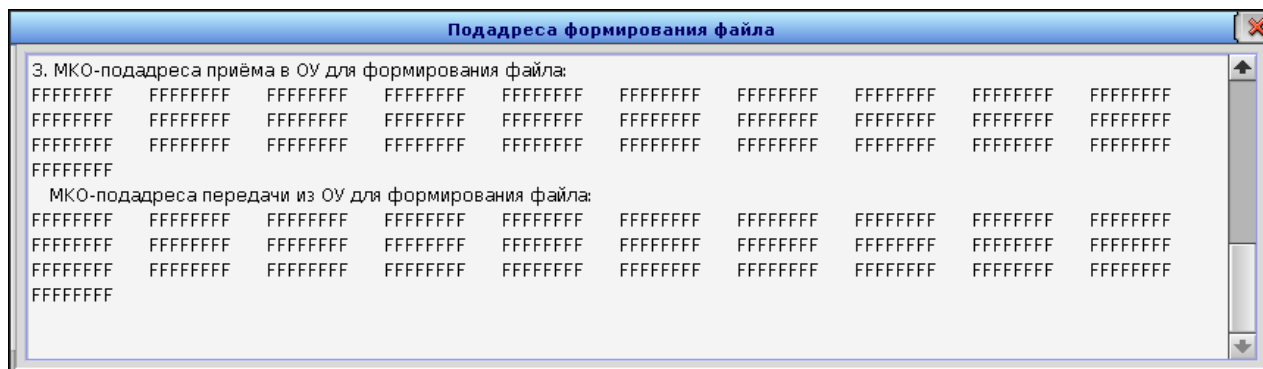 Подадреса формирования файла
3. МКО-подадреса приёма в ОУ для формирования файла:
FFFFFFFF FFFFFFFF FFFFFFFF FFFFFFFF FFFFFFFF FFFFFFFF FFFFFFFF FFFFFFFF FFFFFFFF FFFFFFFF
FFFFFFFF FFFFFFFF FFFFFFFF FFFFFFFF FFFFFFFF FFFFFFFF FFFFFFFF FFFFFFFF FFFFFFFF FFFFFFFF
FFFFFFFF FFFFFFFF FFFFFFFF FFFFFFFF FFFFFFFF FFFFFFFF FFFFFFFF FFFFFFFF FFFFFFFF FFFFFFFF
FFFFFFFF
МКО-подадреса передачи из ОУ для формирования файла:
FFFFFFFF FFFFFFFF FFFFFFFF FFFFFFFF FFFFFFFF FFFFFFFF FFFFFFFF FFFFFFFF FFFFFFFF FFFFFFFF
FFFFFFFF FFFFFFFF FFFFFFFF FFFFFFFF FFFFFFFF FFFFFFFF FFFFFFFF FFFFFFFF FFFFFFFF FFFFFFFF
FFFFFFFF FFFFFFFF FFFFFFFF FFFFFFFF FFFFFFFF FFFFFFFF FFFFFFFF FFFFFFFF FFFFFFFF FFFFFFFF
FFFFFFFF